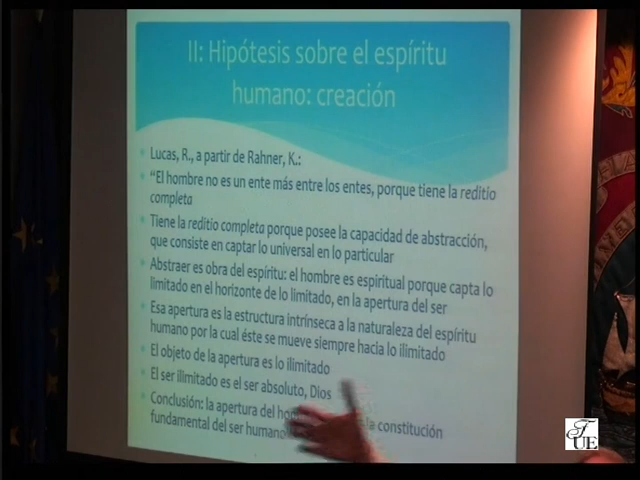 II: Hipótesis sobre el espíritu
humano: creación
Lucas, R., a partir de Rahner, K.:
"El hombre no es un ente más entre los entes, porque tiene la reditio
completa
Tiene la reditio completa porque posee la capacidad de abstracción,
que consiste en captar lo universal en lo particular
Abstraer es obra del espíritu: el hombre es espiritual porque capta lo
limitado en el horizonte de lo limitado, en la apertura del ser
Esa apertura es la estructura intrínseca a la naturaleza del espíritu
humano por la cual éste se mueve siempre hacia lo ilimitado
El objeto de la apertura es lo ilimitado
El ser ilimitado es el ser absoluto, Dios
Conclusión: la apertura del la constitución
fundamental del ser humano
FUE